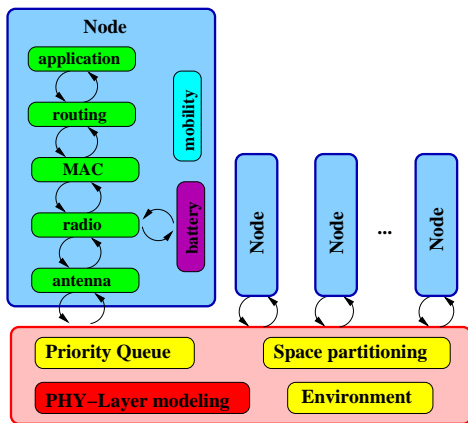 Node
application
routing
MAC
radio
antenna
mobility
battery
Node
Node
...
Node
Priority Queue
Space partitioning
PHY–Layer modeling
Environment